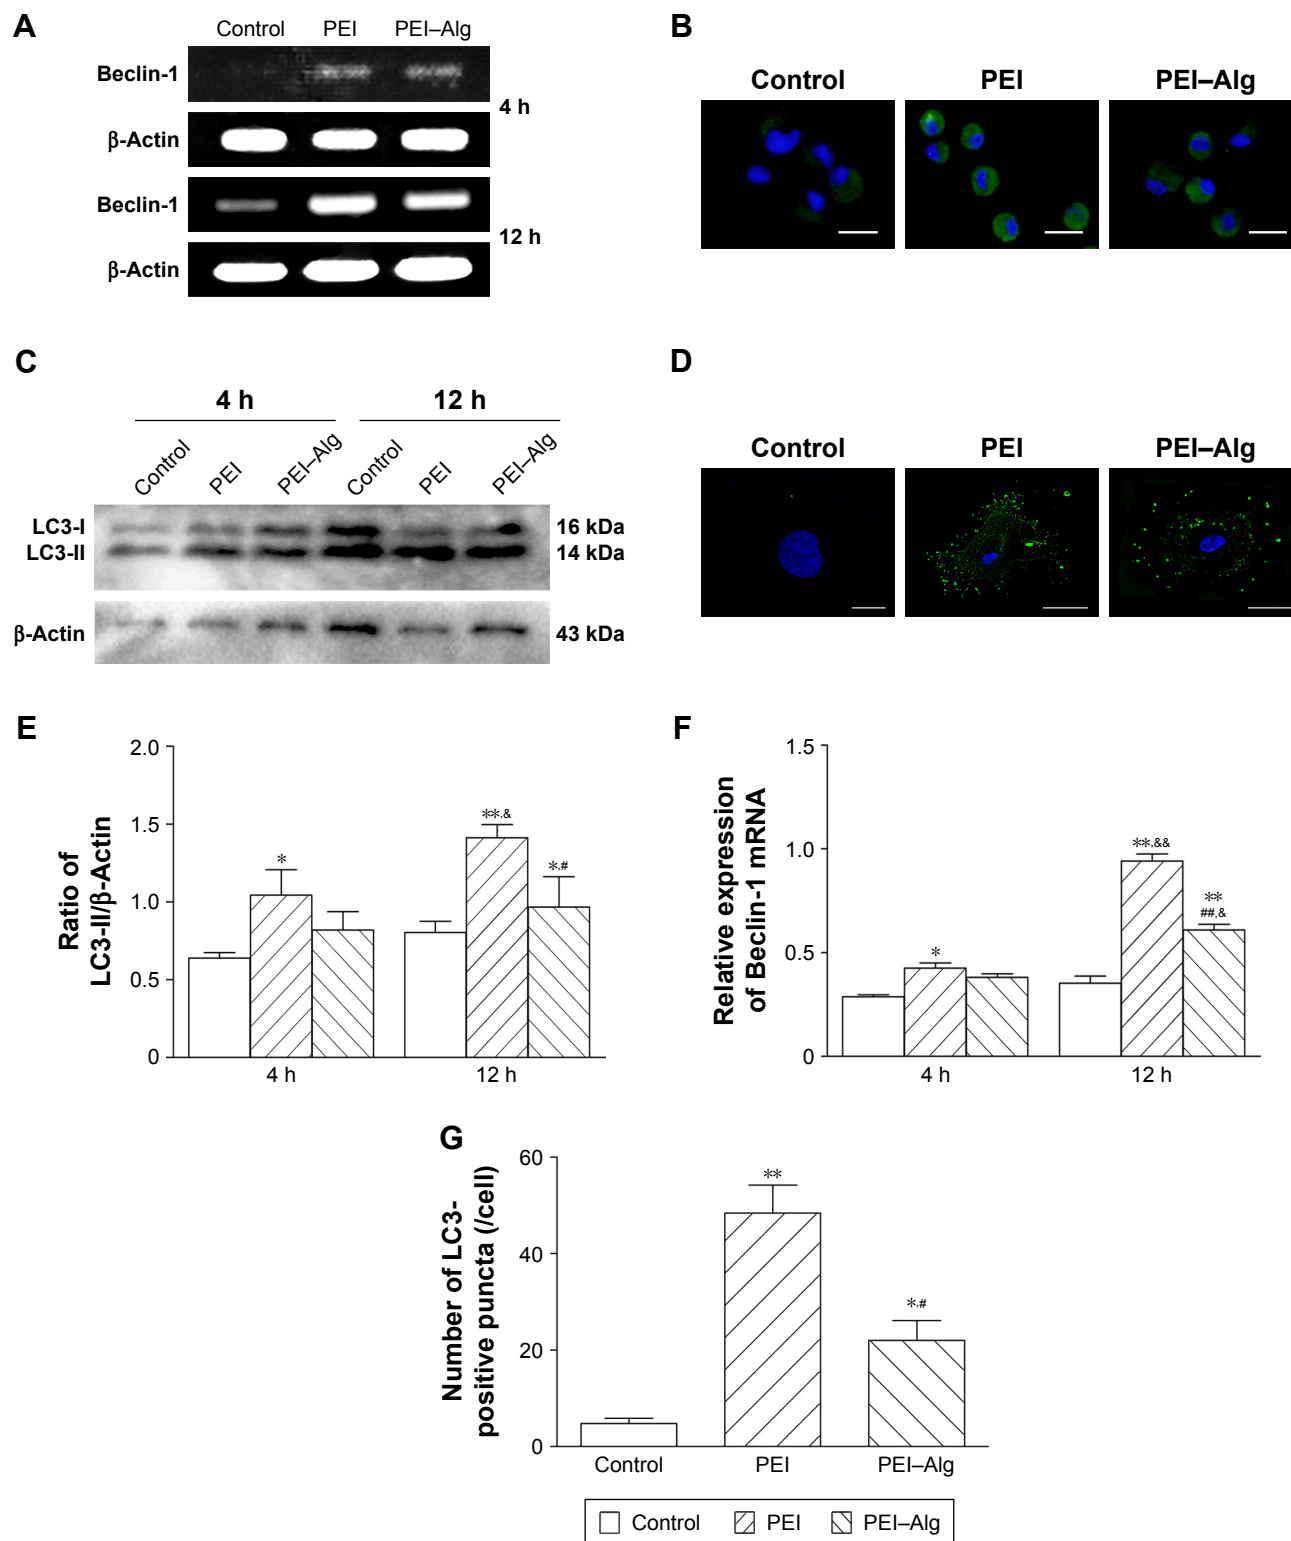 A
Control PEI PEI–Alg
Beclin-1
4 h
β-Actin
Beclin-1
12 h
β-Actin
B
Control PEI PEI–Alg
C
4 h 12 h
Control PEI PEI–Alg Control PEI PEI–Alg
LC3-I 16 kDa
LC3-II 14 kDa
β-Actin 43 kDa
D
Control PEI PEI–Alg
E
Ratio of
LC3-II/β-Actin
2.0
1.5
1.0
0.5
0
*
**,&
*,#
4 h 12 h
F
Relative expression
of Beclin-1 mRNA
1.5
1.0
0.5
0
*
**,&&
**
##,&
4 h 12 h
G
Number of LC3-
positive puncta (/cell)
60
40
20
0
**
*,#
Control PEI PEI–Alg
Control PEI PEI–Alg